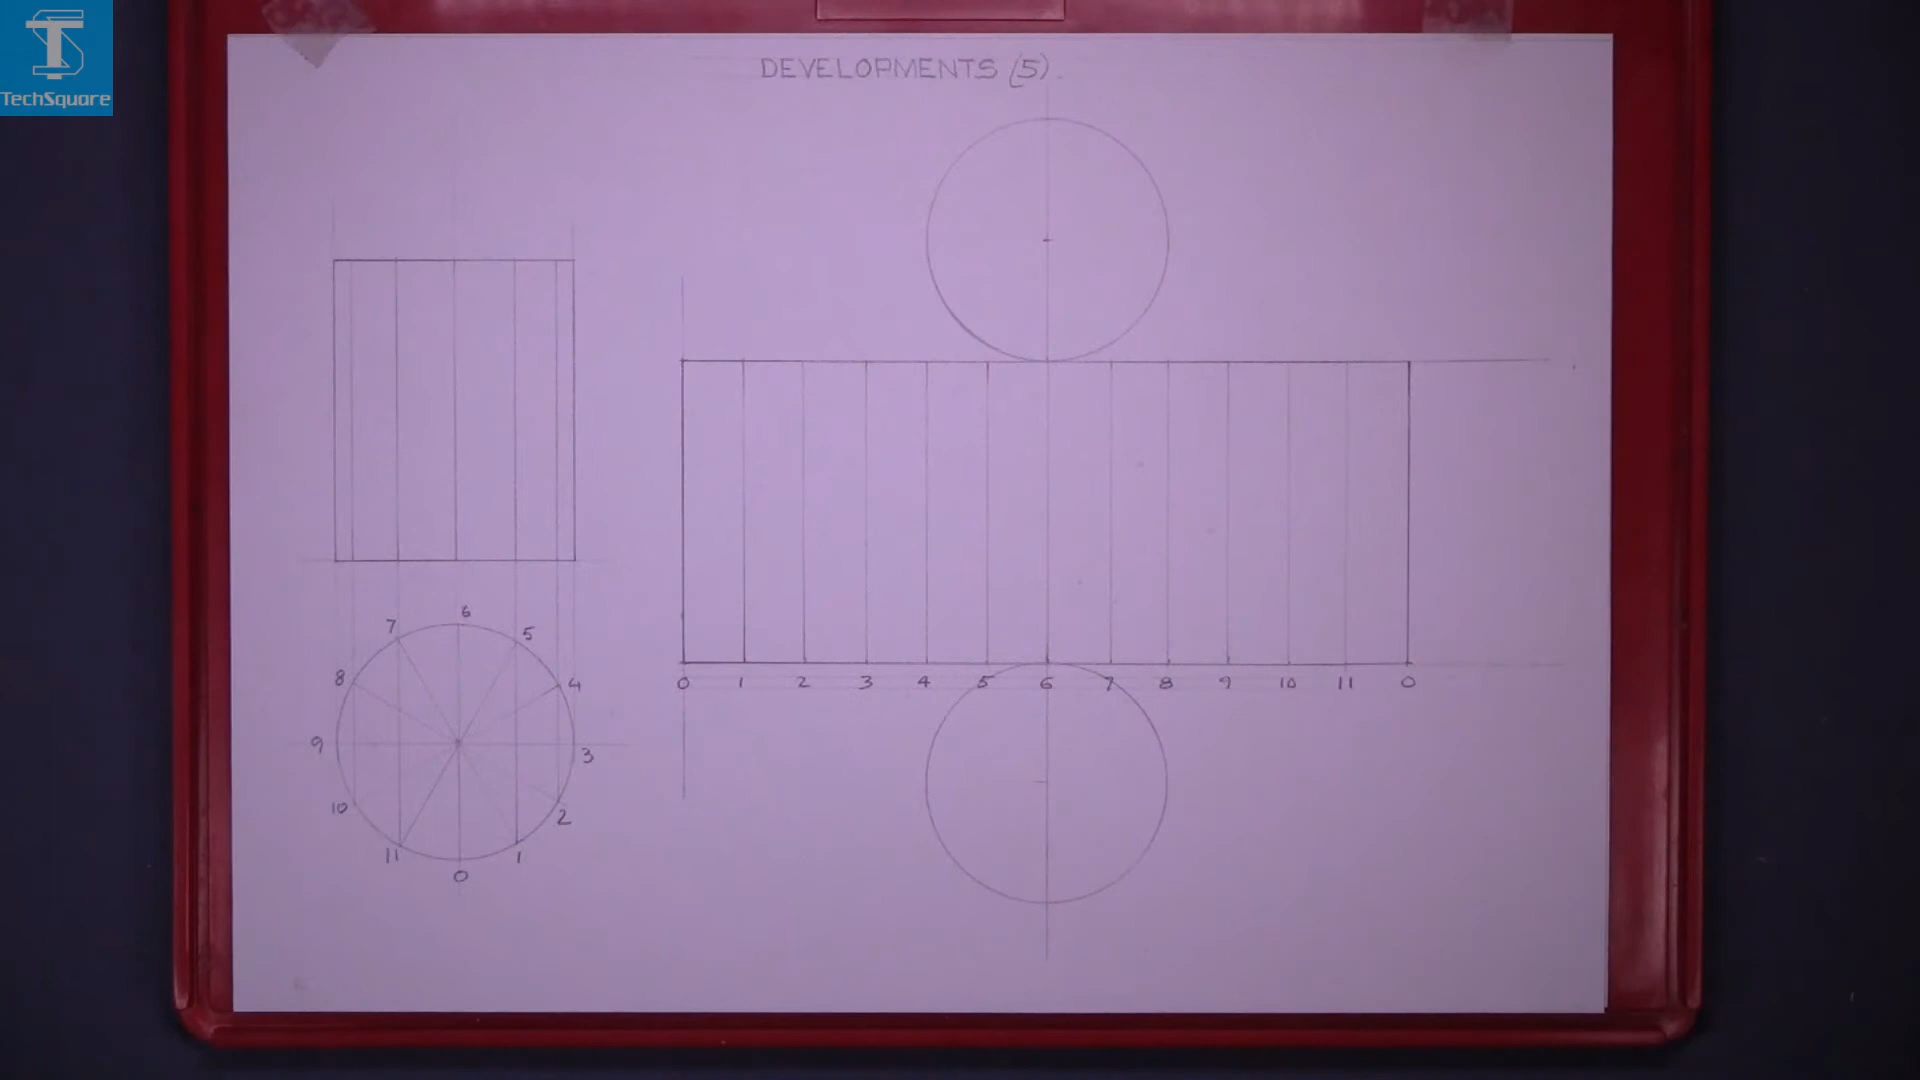 TechSquare
DEVELOPMENTS (5).
6
7 5
8 4
9 3
10 2
11 1
0
0 1 2 3 4 5 6 7 8 9 10 11 0